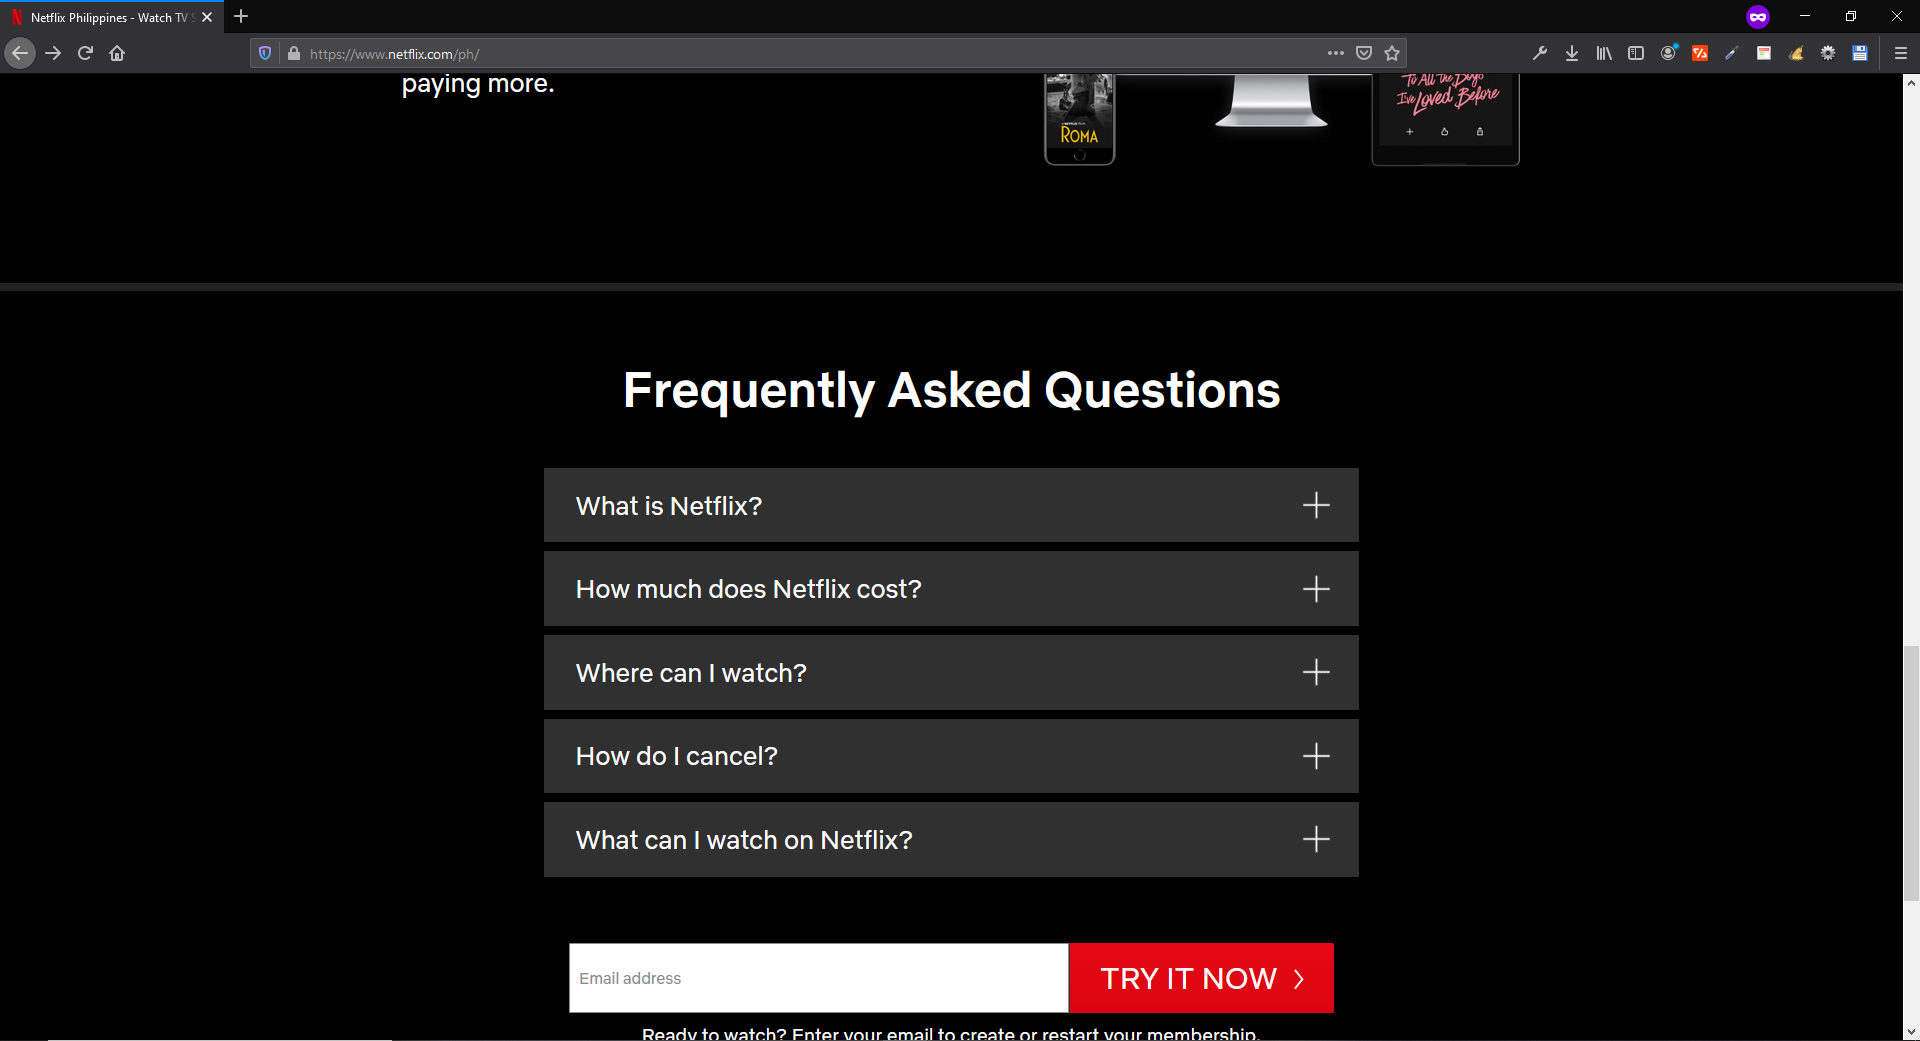 Netflix Philippines - Watch TV S
https://www.netflix.com/ph/
paying more.
A NETFLIX FILM
ROMA
To All the Boys
I've Loved Before
Frequently Asked Questions
What is Netflix?
How much does Netflix cost?
Where can I watch?
How do I cancel?
What can I watch on Netflix?
Email address
TRY IT NOW
Ready to watch? Enter your email to create or restart your membership.